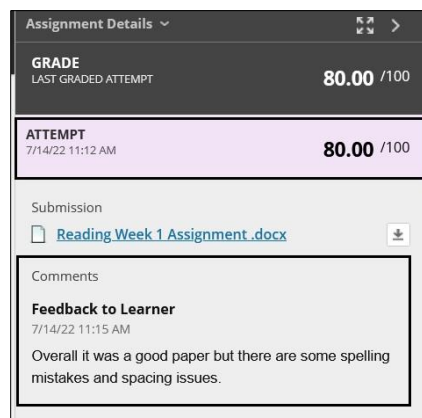 Assignment Details
GRADE
LAST GRADED ATTEMPT
80.00 /100
ATTEMPT
7/14/22 11:12 AM
80.00 /100
Submission
Reading Week 1 Assignment .docx
Comments
Feedback to Learner
7/14/22 11:15 AM
Overall it was a good paper but there are some spelling
mistakes and spacing issues.